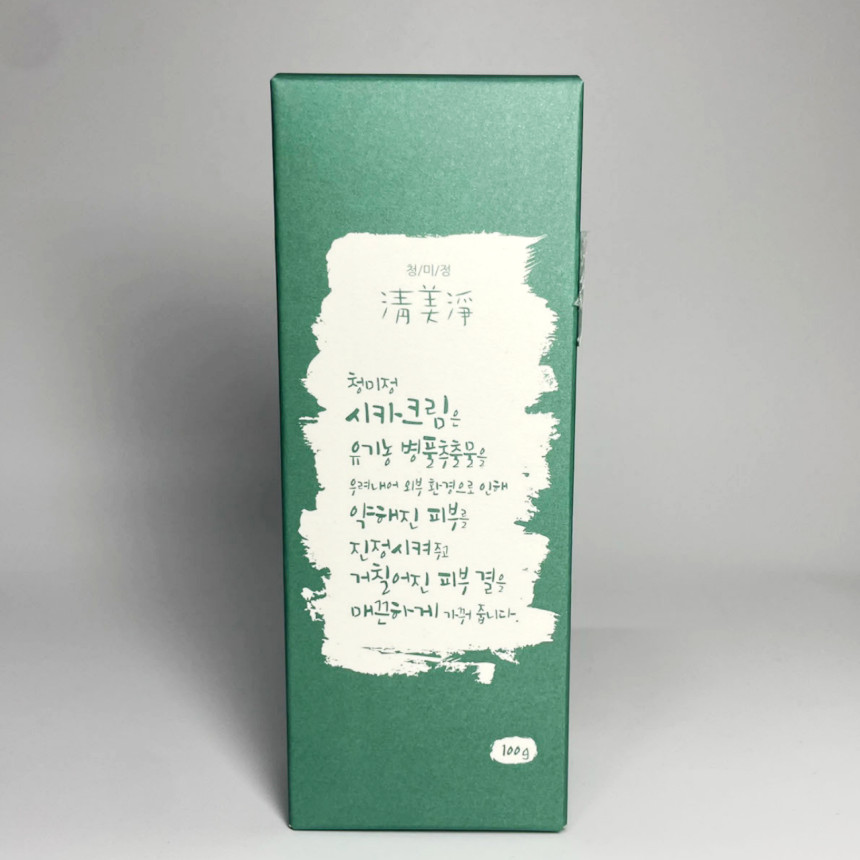 청/미/정
清美淨
청미정
시카크림은
유기농 병풀추출물을
우려내어 외부 환경으로 인해
약해진 피부를
진정시켜주고
거칠어진 피부 결을
매끈하게 가꿔 줍니다.
100g